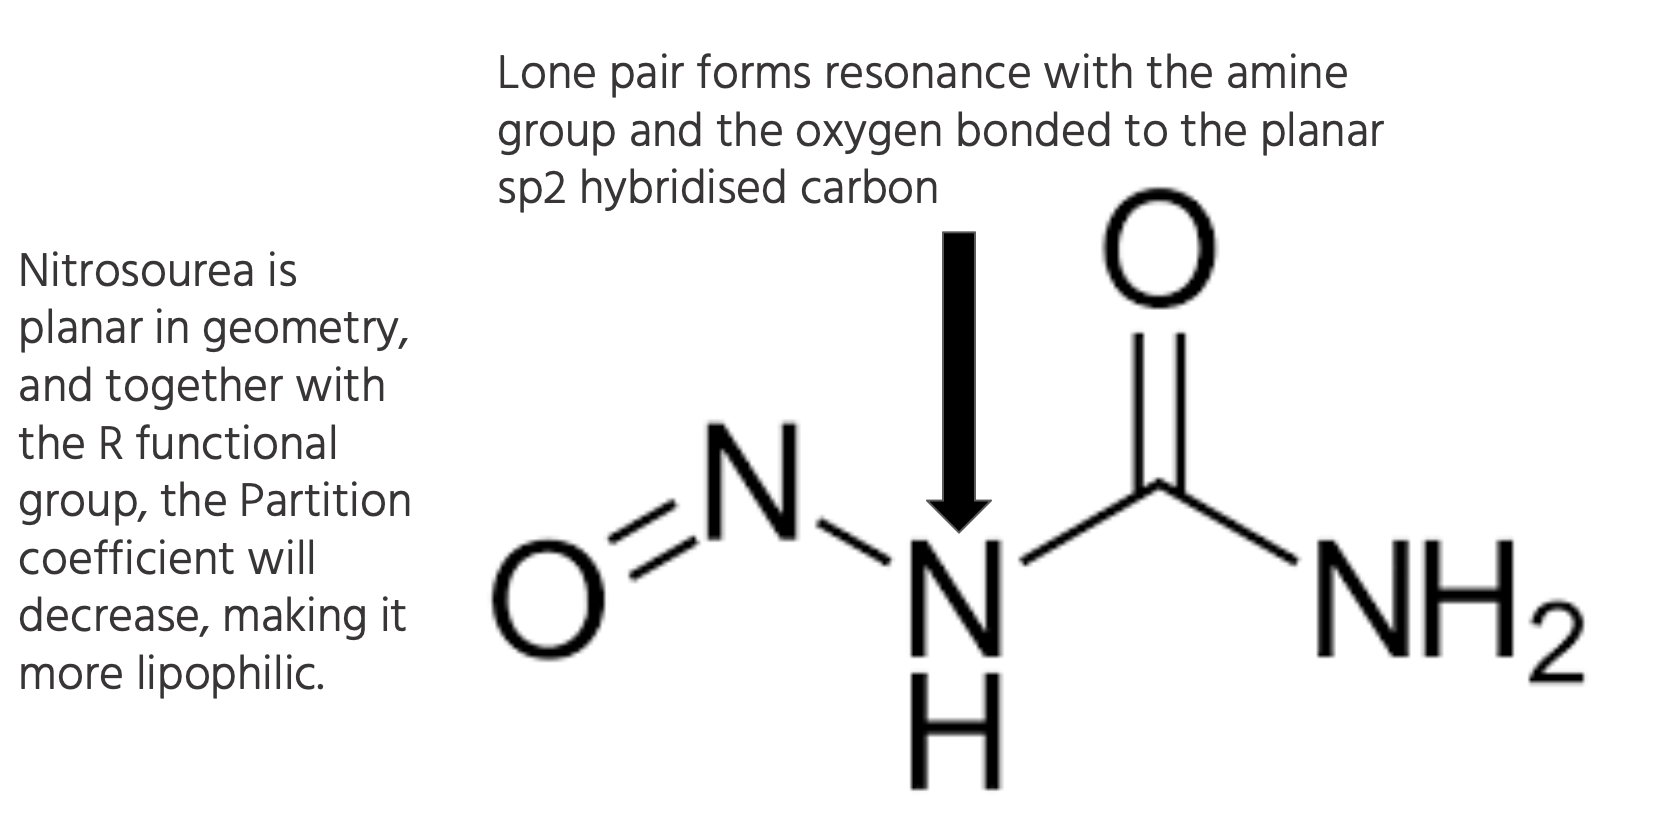 Lone pair forms resonance with the amine
group and the oxygen bonded to the planar
sp2 hybridised carbon
Nitrosourea is
planar in geometry,
and together with
the R functional
group, the Partition
coefficient will
decrease, making it
more lipophilic.
O
N
O
N
H
NH2